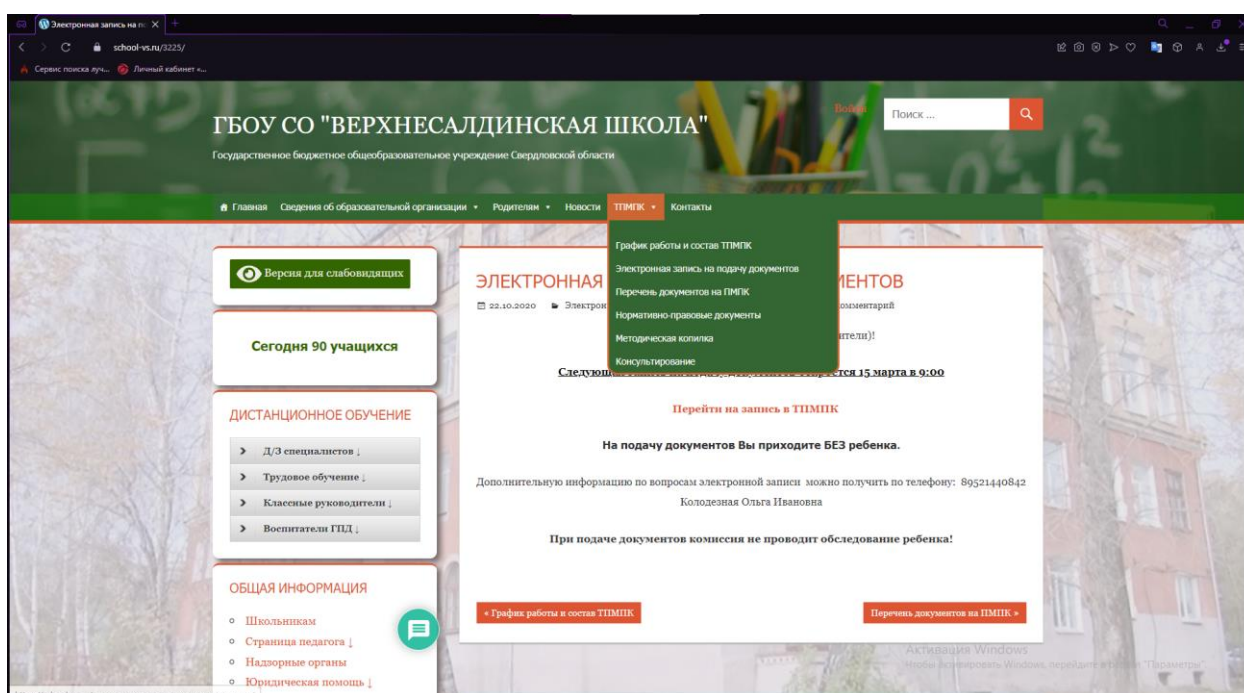 Электронная запись на по
school-vs.ru/3225/
Сервис поиска луч... Личный кабинет «...
ГБОУ СО "ВЕРХНЕСАЛДИНСКАЯ ШКОЛА"
Государственное бюджетное общеобразовательное учреждение Свердловской области
Войти
Поиск ...
Главная Сведения об образовательной организации Родителям Новости ТПМПК Контакты
График работы и состав ТПМПК
Электронная запись на подачу документов
Перечень документов на ПМПК
Нормативно-правовые документы
Методическая копилка
Консультирование
Версия для слабовидящих
Сегодня 90 учащихся
ДИСТАНЦИОННОЕ ОБУЧЕНИЕ
Д/З специалистов ↓
Трудовое обучение ↓
Классные руководители ↓
Воспитатели ГПД ↓
ОБЩАЯ ИНФОРМАЦИЯ
Школьникам
Страница педагога ↓
Надзорные органы
Юридическая помощь ↓
ЭЛЕКТРОННАЯ
22.10.2020
15 марта в 9:00
Перейти на запись в ТПМПК
На подачу документов Вы приходите БЕЗ ребенка.
Дополнительную информацию по вопросам электронной записи можно получить по телефону: 89521440842
Колодезная Ольга Ивановна
При подаче документов комиссия не проводит обследование ребенка!
« График работы и состав ТПМПК
Перечень документов на ПМПК »
Активация Windows
Чтобы активировать Windows, перейдите в раздел "Параметры".